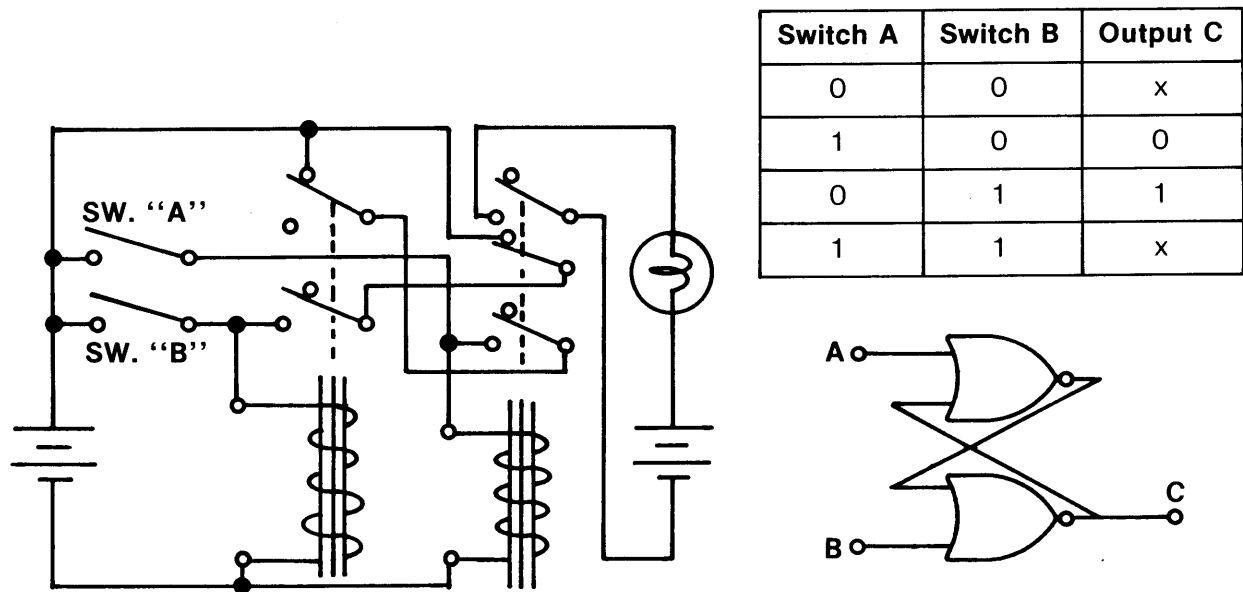 Switch A Switch B Output C
0 0 x
1 0 0
0 1 1
1 1 x
SW. “A”
SW. “B”
A
B
C